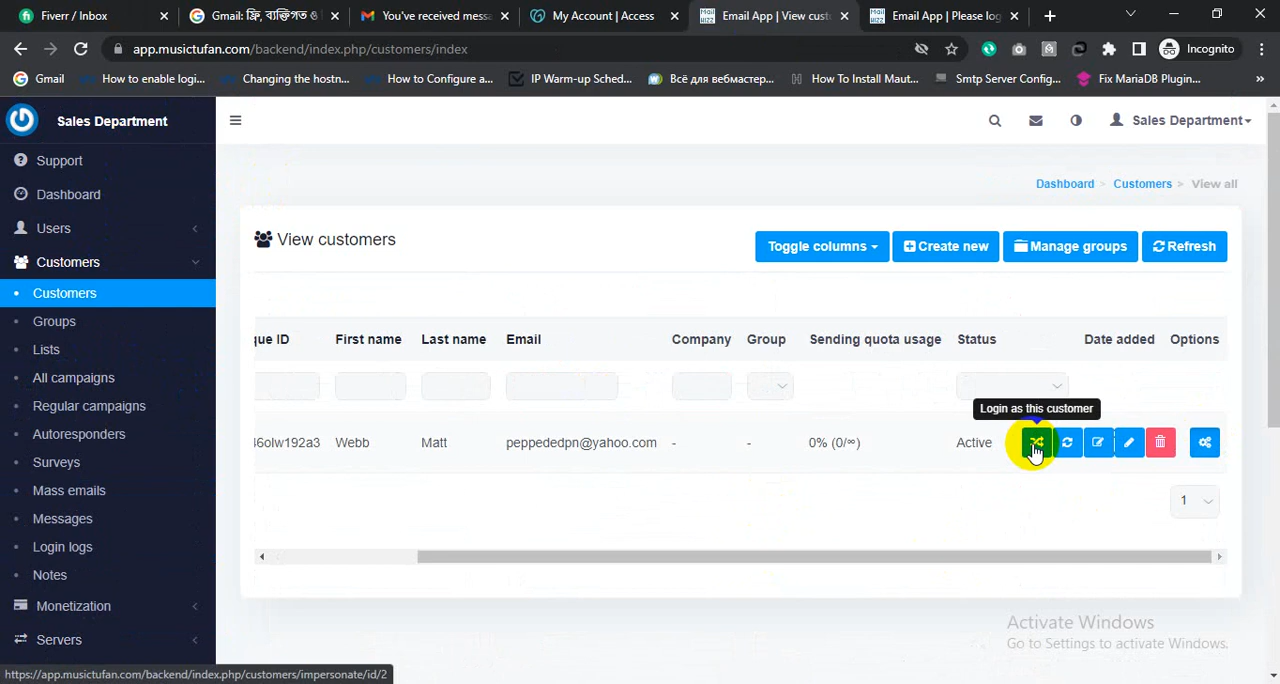 Fiverr / Inbox
Gmail: ফ্রি, ব্যক্তিগত ও
You've received messa
My Account | Access
Email App | View cust
Email App | Please log
app.musictufan.com/backend/index.php/customers/index
Incognito
Gmail
How to enable logi...
Changing the hostn...
How to Configure a...
IP Warm-up Sched...
Всё для вебмастер...
How To Install Maut...
Smtp Server Config...
Fix MariaDB Plugin...
»
Sales Department
Sales Department
Support
Dashboard
Users
Customers
Customers
Groups
Lists
All campaigns
Regular campaigns
Autoresponders
Surveys
Mass emails
Messages
Login logs
Notes
Monetization
Servers
Dashboard > Customers > View all
View customers
Toggle columns
Create new
Manage groups
Refresh
que ID First name Last name Email Company Group Sending quota usage Status Date added Options
Login as this customer
46olw192a3 Webb Matt peppededpn@yahoo.com - - 0% (0/∞) Active
1
Activate Windows
Go to Settings to activate Windows.
https://app.musictufan.com/backend/index.php/customers/impersonate/id/2